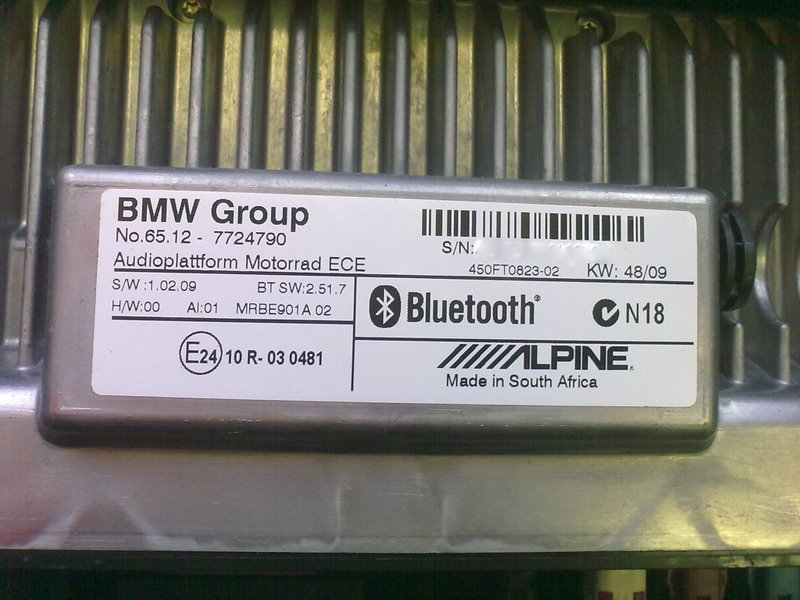 BMW Group
No.65.12 - 7724790
S/N:
Audioplattform Motorrad ECE
450FT0823-02 KW: 48/09
S/W :1.02.09 BT SW:2.51.7
H/W:00 AI:01 MRBE901A 02
Bluetooth®
N18
E24 10 R- 03 0481
ALPINE®
Made in South Africa